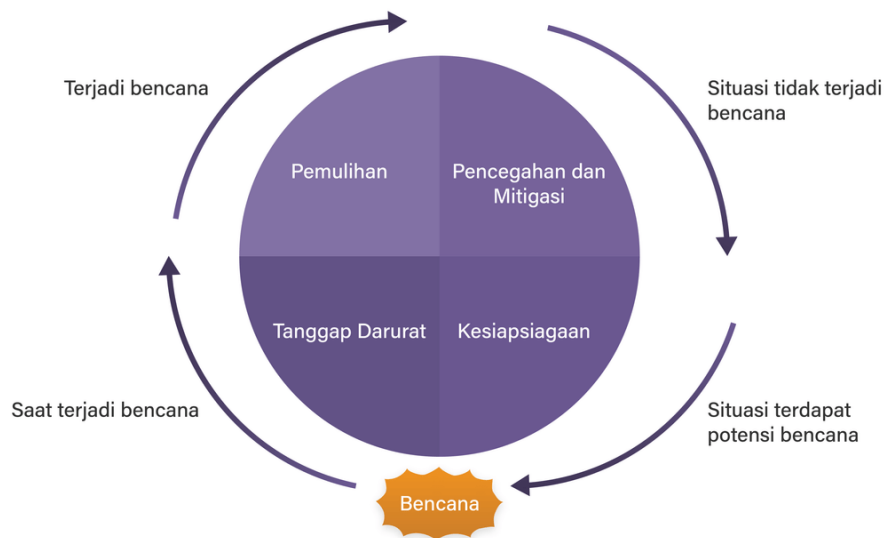 Terjadi bencana
Situasi tidak terjadi
bencana
Pemulihan
Pencegahan dan
Mitigasi
Tanggap Darurat
Kesiapsiagaan
Saat terjadi bencana
Situasi terdapat
potensi bencana
Bencana